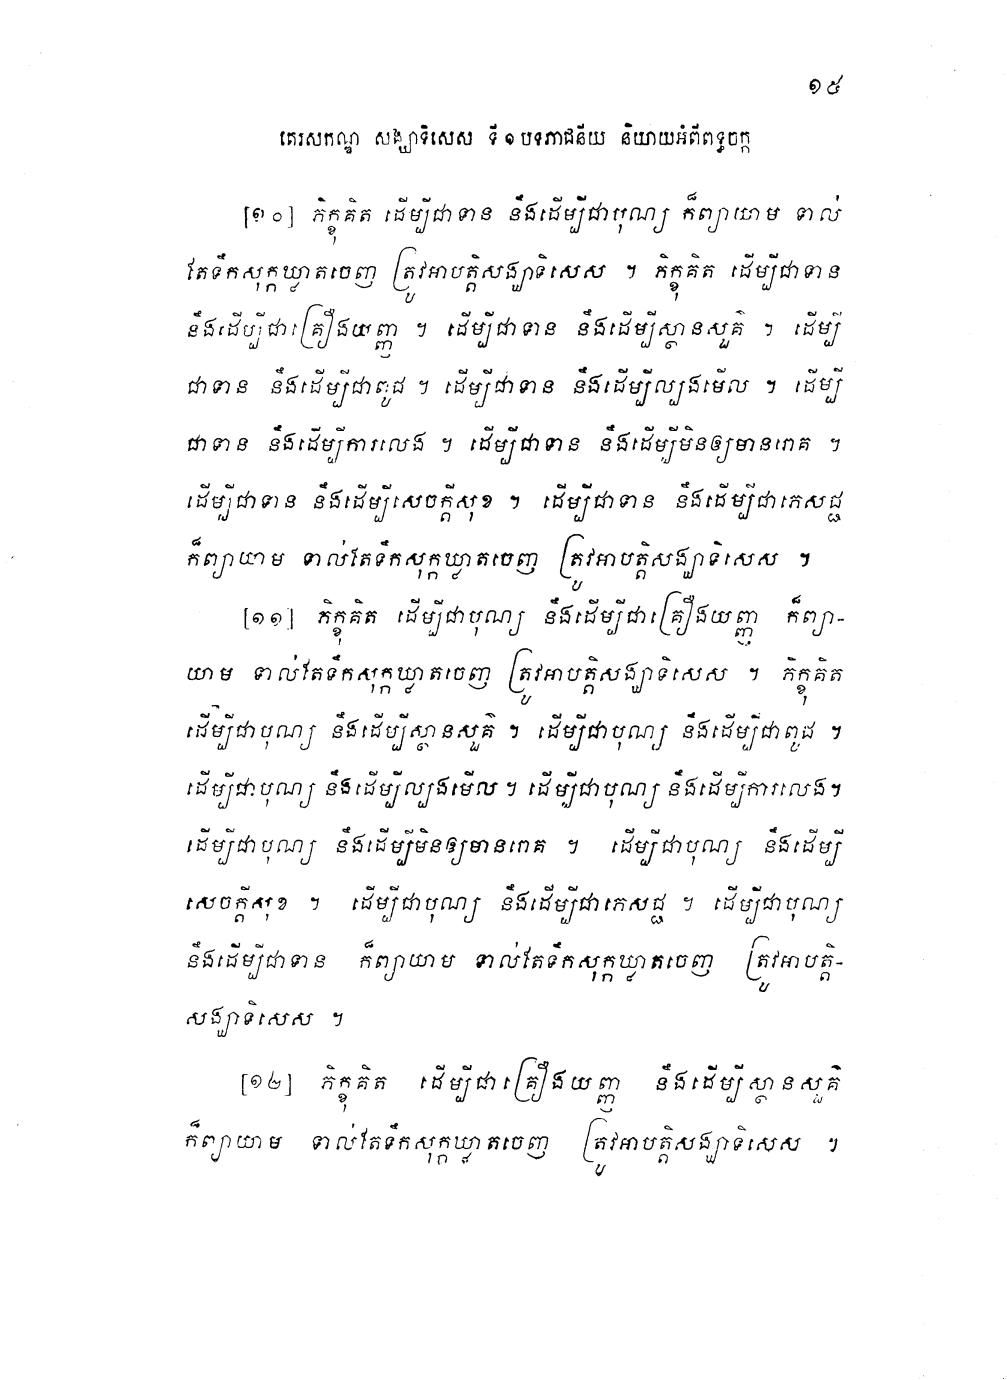 ១៥
តេរសកណ្ឌ សង្ឃាទិសេស ទី ១ បទភាជនីយ និយាយអំពីពទ្ធចក្ក
[១០] ភិក្ខុគិត ដើម្បីជាទាន នឹងដើម្បីជាបុណ្យ ក៏ព្យាយាម ទាល់
តែទឹកសុក្កឃ្លាតចេញ ត្រូវអាបត្តិសង្ឃាទិសេស ។ ភិក្ខុគិត ដើម្បីជាទាន
នឹងដើម្បីជាគ្រឿងយញ្ញ ។ ដើម្បីជាទាន នឹងដើម្បីស្ថានសួគ៌ ។ ដើម្បី
ជាទាន នឹងដើម្បីជាពូជ ។ ដើម្បីជាទាន នឹងដើម្បីល្បងមើល ។ ដើម្បី
ជាទាន នឹងដើម្បីការលេង ។ ដើម្បីជាទាន នឹងដើម្បីមិនឲ្យមានរោគ ។
ដើម្បីជាទាន នឹងដើម្បីសេចក្តីសុខ ។ ដើម្បីជាទាន នឹងដើម្បីជាភេសជ្ជ
ក៏ព្យាយាម ទាល់តែទឹកសុក្កឃ្លាតចេញ ត្រូវអាបត្តិសង្ឃាទិសេស ។
[១១] ភិក្ខុគិត ដើម្បីជាបុណ្យ នឹងដើម្បីជាគ្រឿងយញ្ញ ក៏ព្យា-
យាម ទាល់តែទឹកសុក្កឃ្លាតចេញ ត្រូវអាបត្តិសង្ឃាទិសេស ។ ភិក្ខុគិត
ដើម្បីជាបុណ្យ នឹងដើម្បីស្ថានសួគ៌ ។ ដើម្បីជាបុណ្យ នឹងដើម្បីជាពូជ ។
ដើម្បីជាបុណ្យ នឹងដើម្បីល្បងមើល ។ ដើម្បីជាបុណ្យ នឹងដើម្បីការលេង។
ដើម្បីជាបុណ្យ នឹងដើម្បីមិនឲ្យមានរោគ ។ ដើម្បីជាបុណ្យ នឹងដើម្បី
សេចក្តីសុខ ។ ដើម្បីជាបុណ្យ នឹងដើម្បីជាភេសជ្ជ ។ ដើម្បីជាបុណ្យ
នឹងដើម្បីជាទាន ក៏ព្យាយាម ទាល់តែទឹកសុក្កឃ្លាតចេញ ត្រូវអាបត្តិ-
សង្ឃាទិសេស ។
[១២] ភិក្ខុគិត ដើម្បីជាគ្រឿងយញ្ញ នឹងដើម្បីស្ថានសួគ៌
ក៏ព្យាយាម ទាល់តែទឹកសុក្កឃ្លាតចេញ ត្រូវអាបត្តិសង្ឃាទិសេស ។